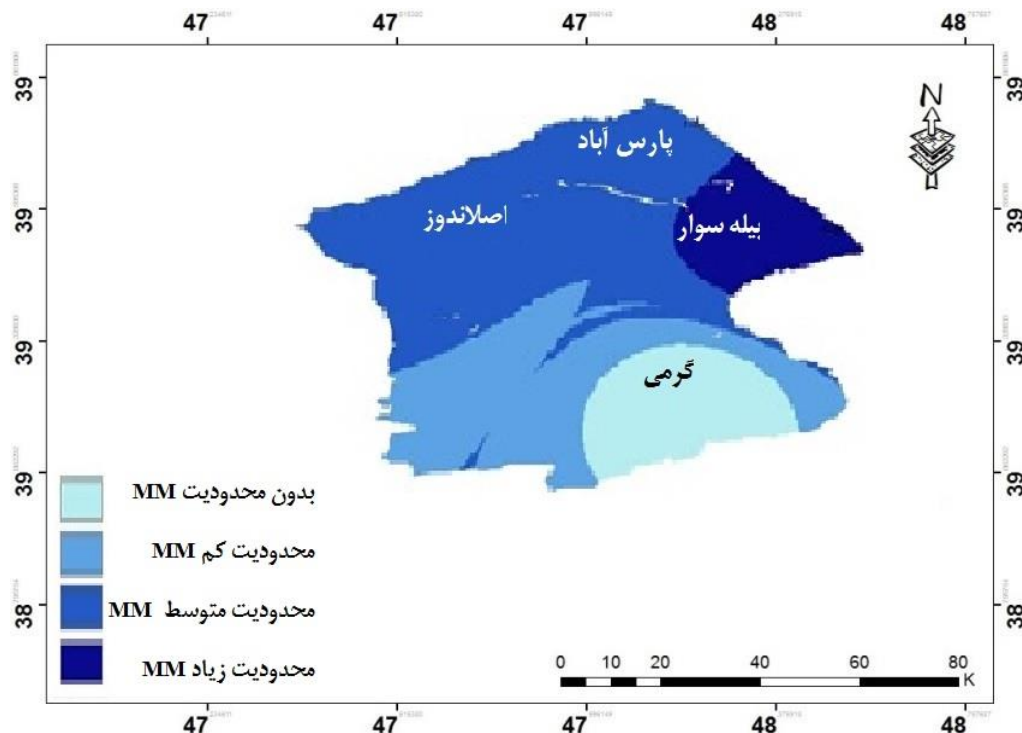 47 47 47 48 48
39 39
N
پارس آباد
39 39
اصلاندوز
بیله سوار
39 39
گرمی
39 39
بدون محدودیت MM
محدودیت کم MM
38 38
محدودیت متوسط MM
محدودیت زیاد MM
0 10 20 40 60 80
K
47 47 47 48 48